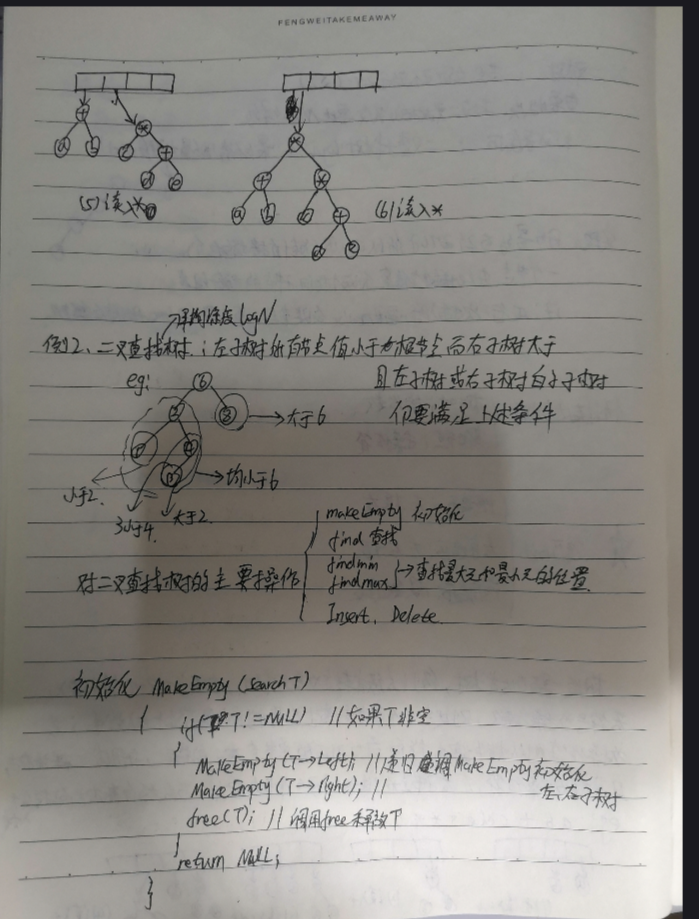 FENGWEITAKEMEAWAY
+ *
a b c +
d e
(5) 读入*
*
+ *
a b c +
d e
(6) 读入*
→平均深度 logN
例2、二叉查找树:左子树所有节点值小于根节点而右子树大于
eg: 6 且左子树或右子树的子树
2 8 →大于6 仍要满足上述条件
1 4
3 →均小于6
小于2.
3小于4. 大于2.
makeEmpty 初始化
find 查找
对二叉查找树的主要操作 findmin
findmax →查找最大元和最小元的位置
Insert、Delete
初始化 MakeEmpty (search T)
{ if (T != NULL) //如果T非空
{
MakeEmpty (T→Left); //递归调MakeEmpty初始化
MakeEmpty (T→Right); // 左、右子树
free(T); //调用free释放T
}
return NULL;
}